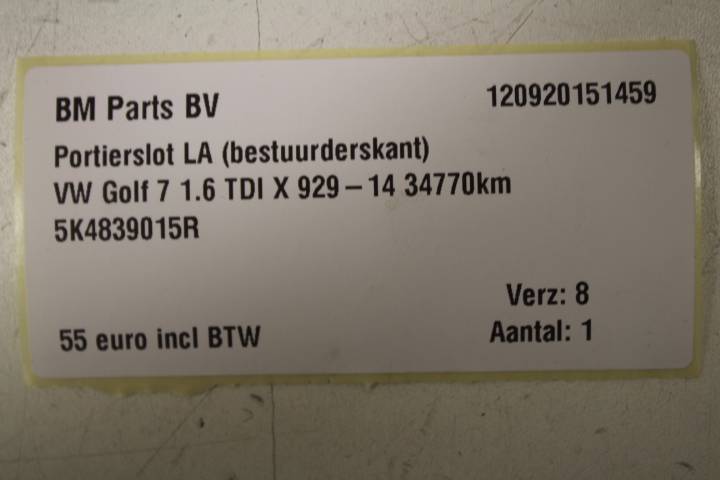 BM Parts BV 120920151459
Portierslot LA (bestuurderskant)
VW Golf 7 1.6 TDI X 929 – 14 34770km
5K4839015R
Verz: 8
55 euro incl BTW Aantal: 1